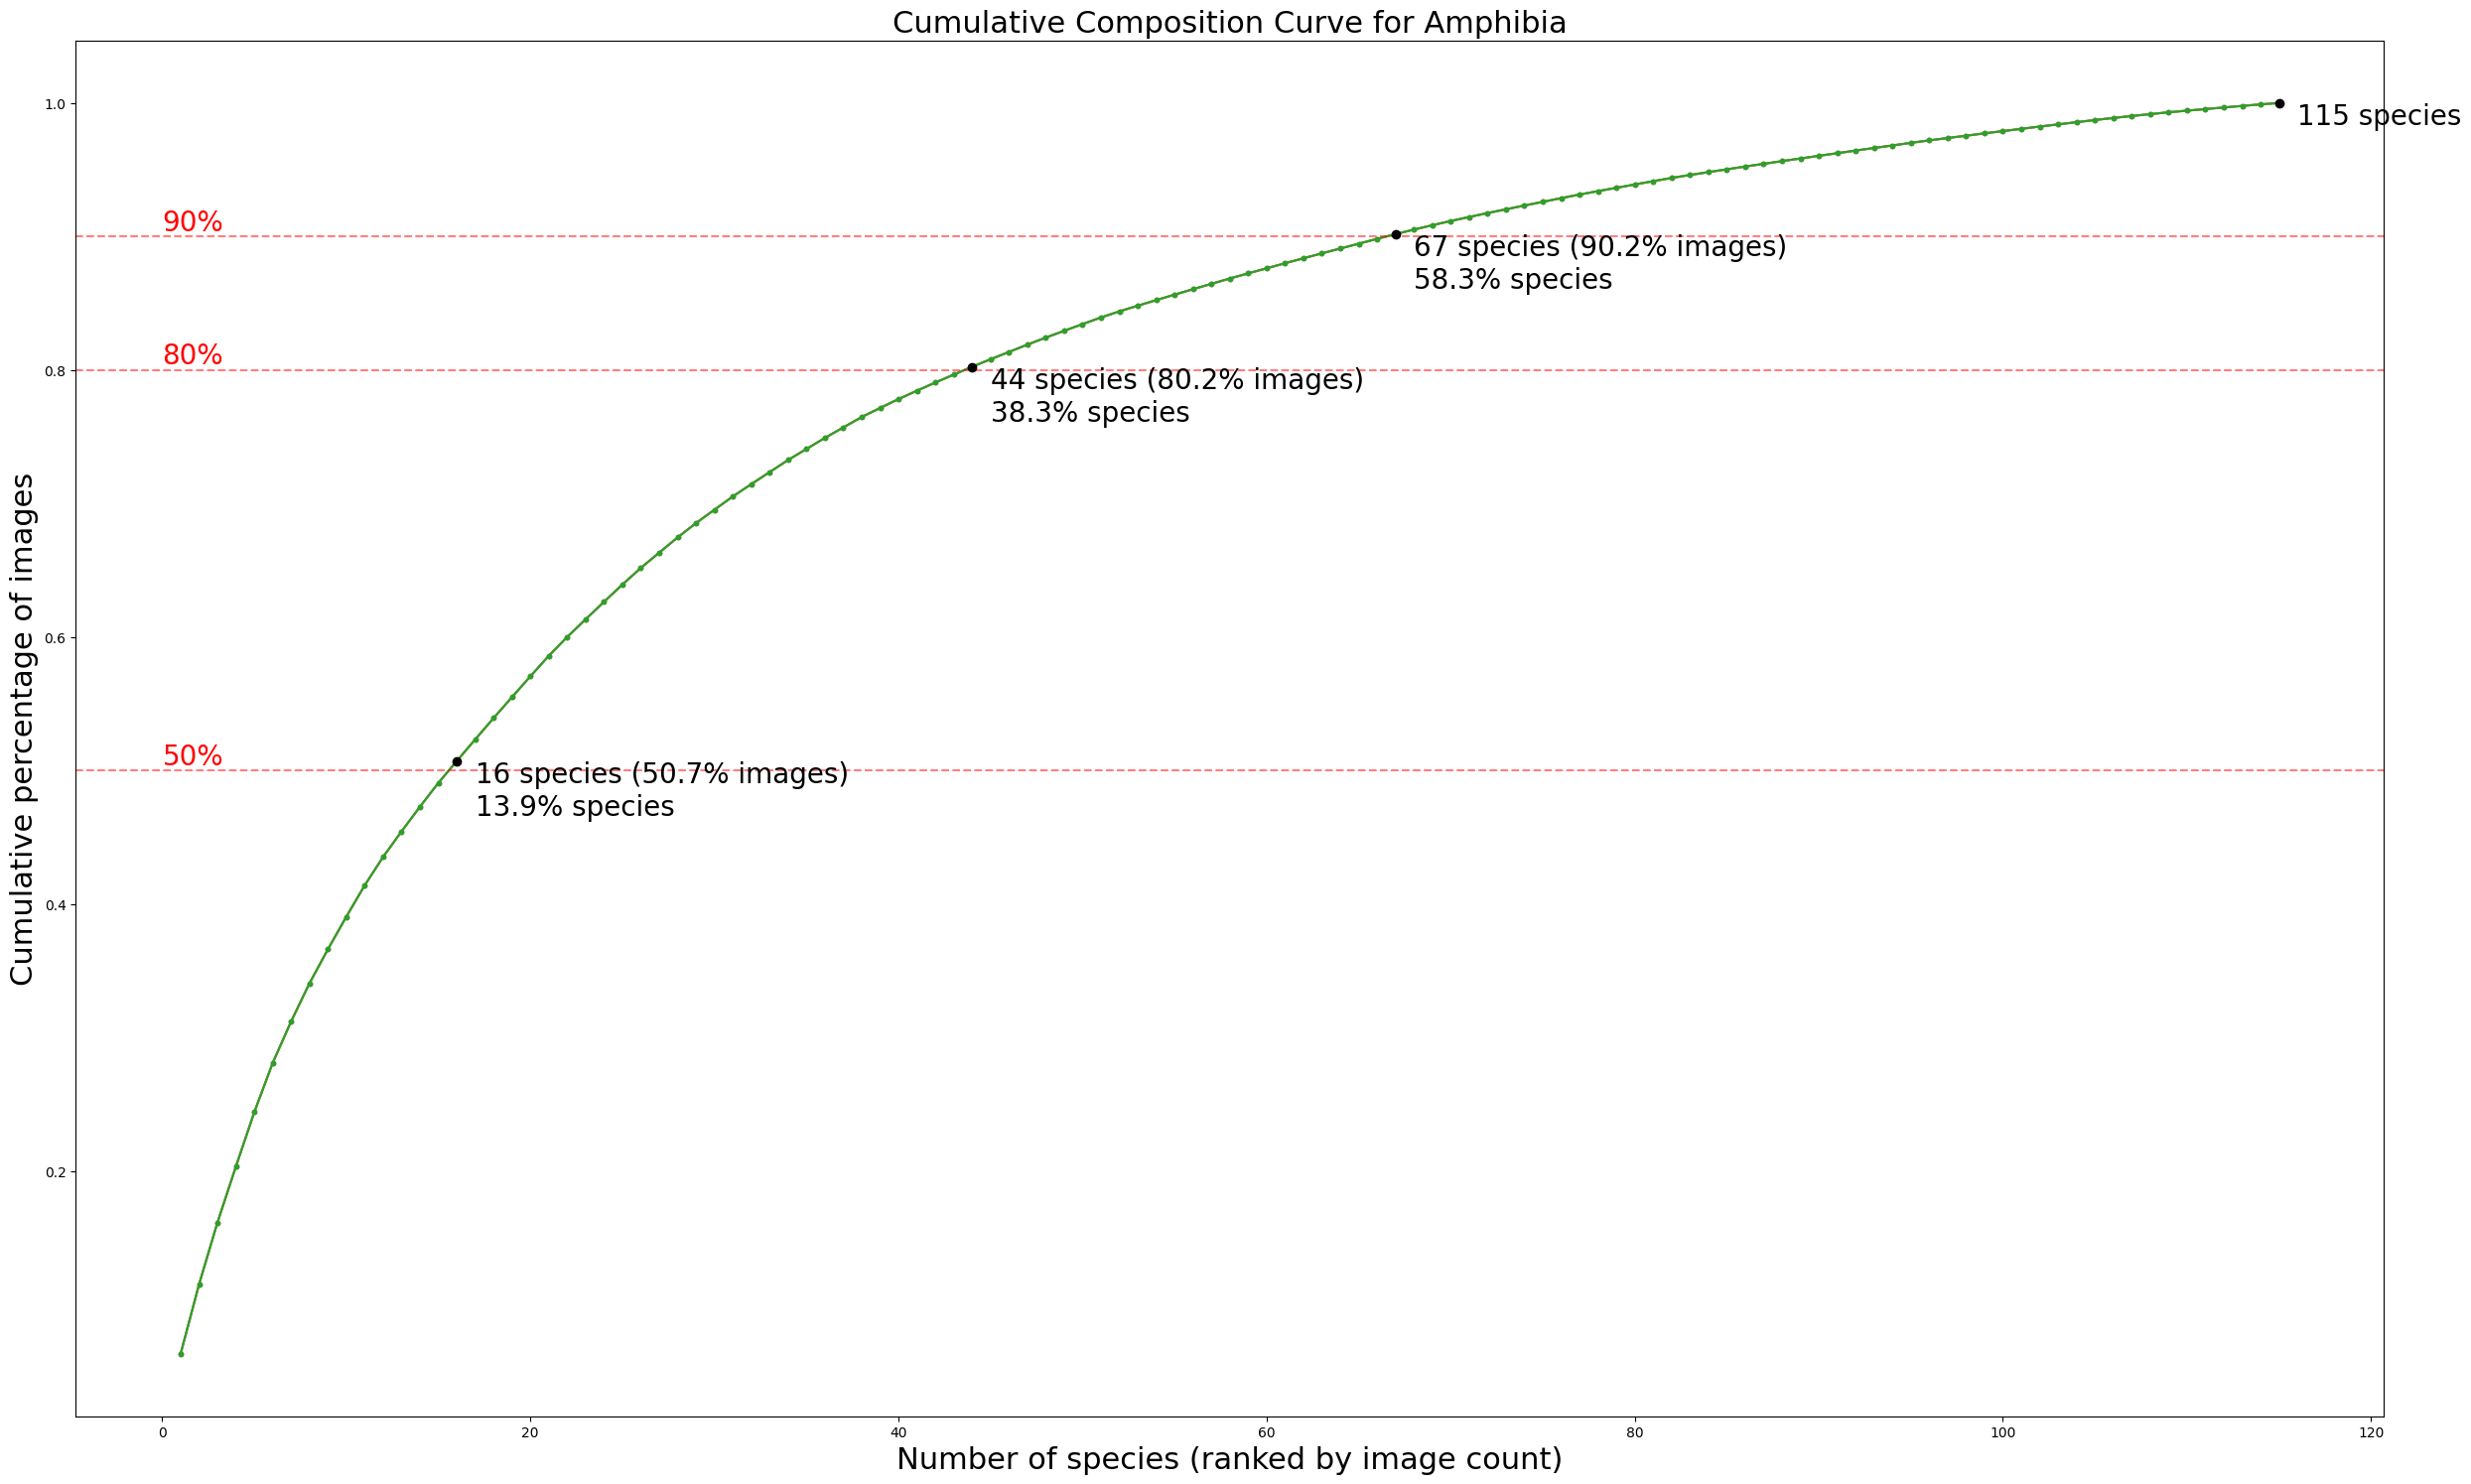 Cumulative Composition Curve for Amphibia
Cumulative percentage of images
1.0
0.8
0.6
0.4
0.2
90%
80%
50%
115 species
67 species (90.2% images)
58.3% species
44 species (80.2% images)
38.3% species
16 species (50.7% images)
13.9% species
0
20
40
60
80
100
120
Number of species (ranked by image count)